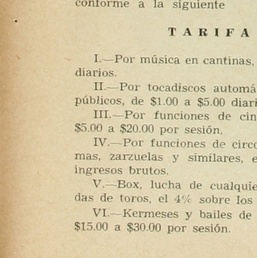 conforme a la siguiente
TARIFA
I.—Por música en cantinas,
diarios.
II.—Por tocadiscos automá
públicos, de $1.00 a $5.00 diari
III.—Por funciones de cin
$5.00 a $20.00 por sesión.
IV.—Por funciones de circo
mas, zarzuelas y similares, e
ingresos brutos.
V.—Box, lucha de cualquie
das de toros, el 4% sobre los
VI.—Kermeses y bailes de
$15.00 a $30.00 por sesión.